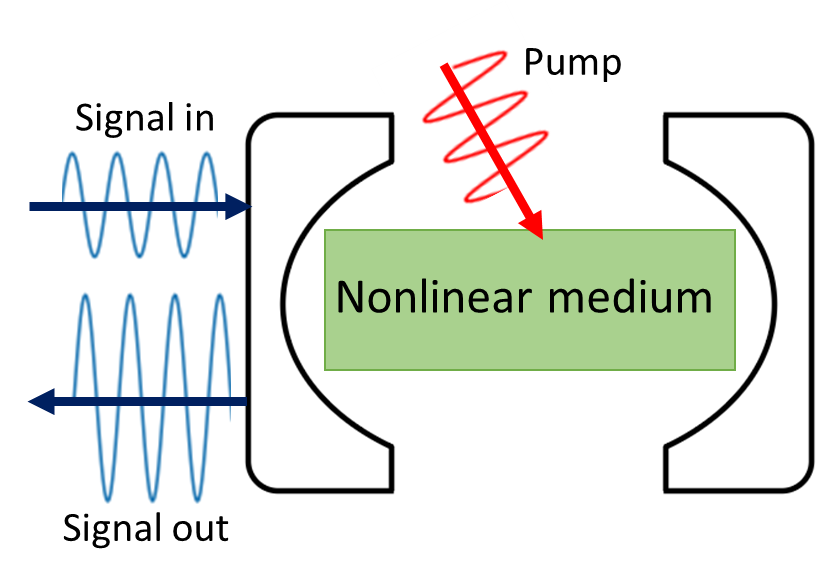 Pump
Signal in
Nonlinear medium
Signal out